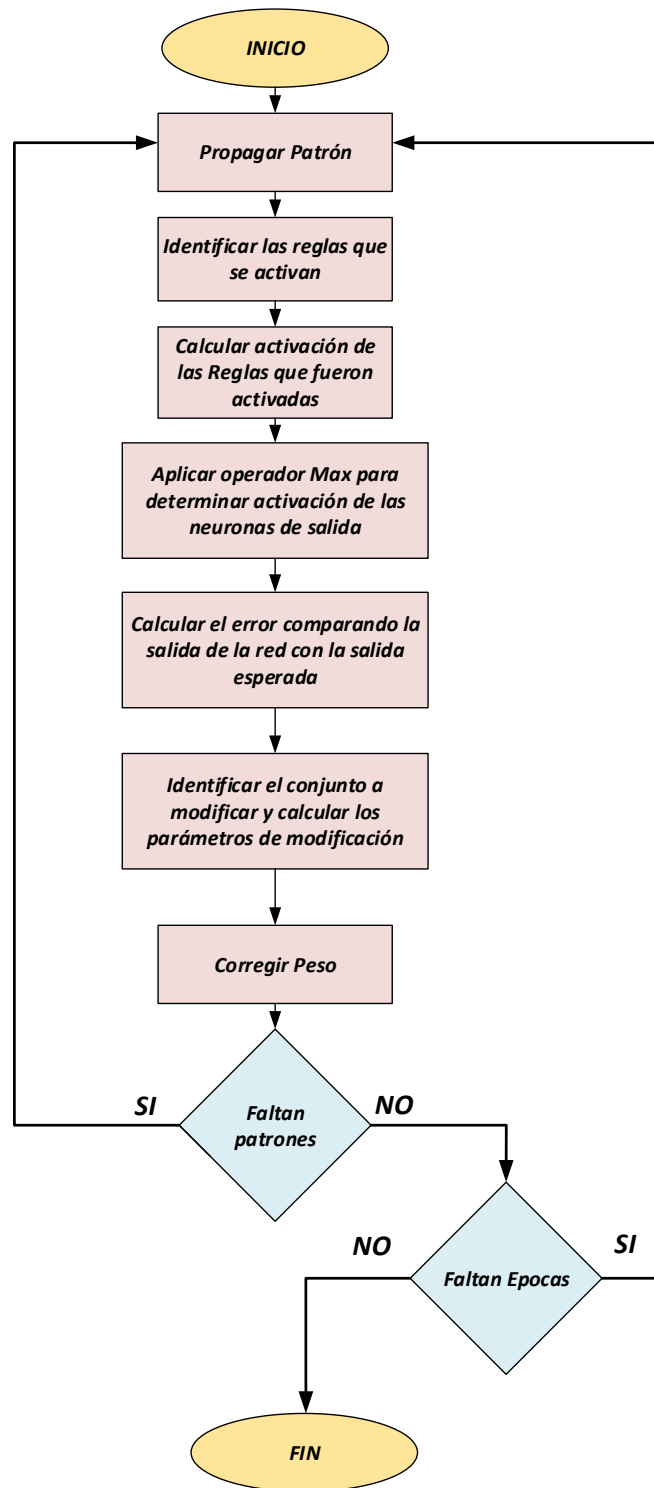 INICIO
Propagar Patrón
Identificar las reglas que
se activan
Calcular activación de
las Reglas que fueron
activadas
Aplicar operador Max para
determinar activación de las
neuronas de salida
Calcular el error comparando la
salida de la red con la salida
esperada
Identificar el conjunto a
modificar y calcular los
parámetros de modificación
Corregir Peso
SI
Faltan
patrones
NO
NO
Faltan Epocas
SI
FIN